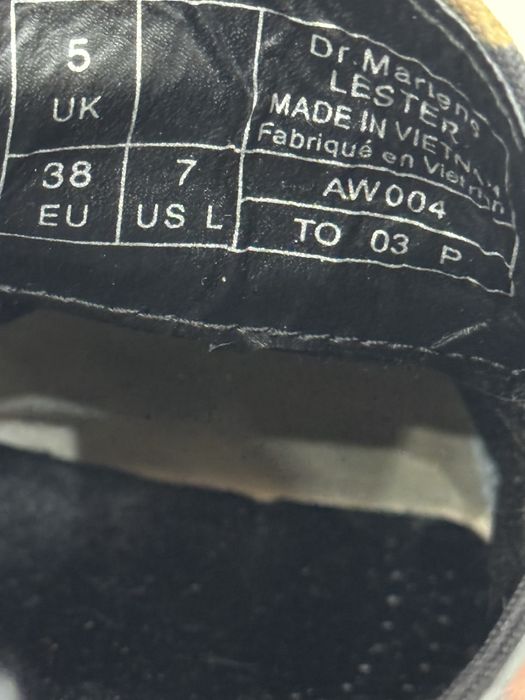 5
UK
Dr. Martens
LESTER
MADE IN VIETNAM
Fabriqué en Vietnam
38
EU
7
US L
AW004
TO 03 P